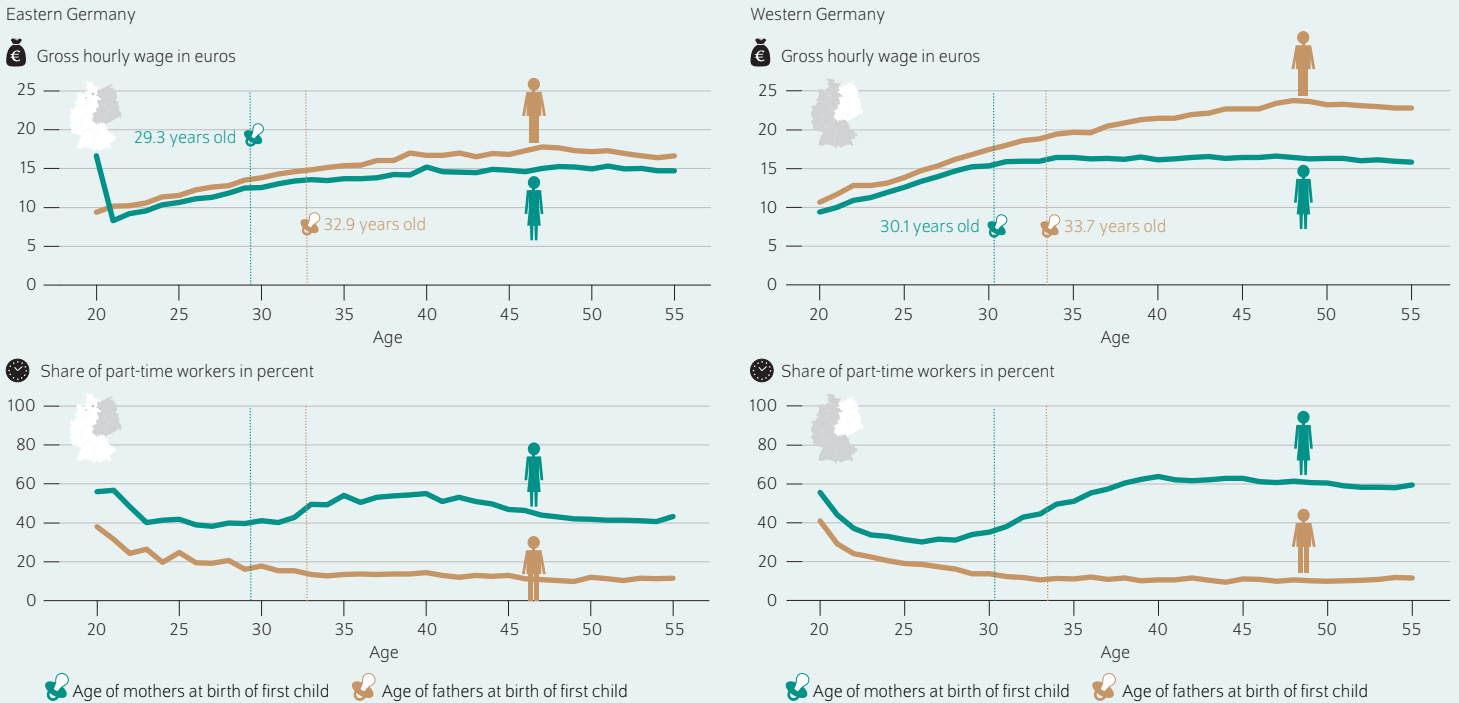 Eastern Germany
€ Gross hourly wage in euros
25
20
15
10
5
0
29.3 years old
32.9 years old
20 25 30 35 40 45 50 55
Age
Western Germany
€ Gross hourly wage in euros
25
20
15
10
5
0
30.1 years old
33.7 years old
20 25 30 35 40 45 50 55
Age
Share of part-time workers in percent
100
80
60
40
20
0
20 25 30 35 40 45 50 55
Age
Share of part-time workers in percent
100
80
60
40
20
0
20 25 30 35 40 45 50 55
Age
Age of mothers at birth of first child Age of fathers at birth of first child
Age of mothers at birth of first child Age of fathers at birth of first child